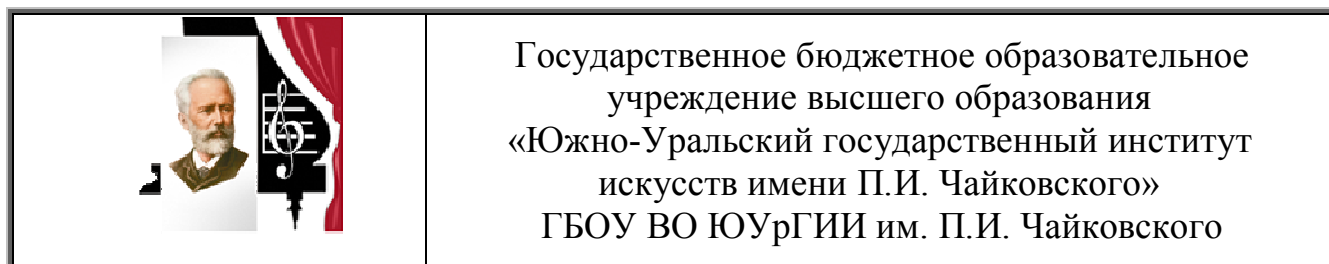 Государственное бюджетное образовательное
учреждение высшего образования
«Южно-Уральский государственный институт
искусств имени П.И. Чайковского»
ГБОУ ВО ЮУрГИИ им. П.И. Чайковского